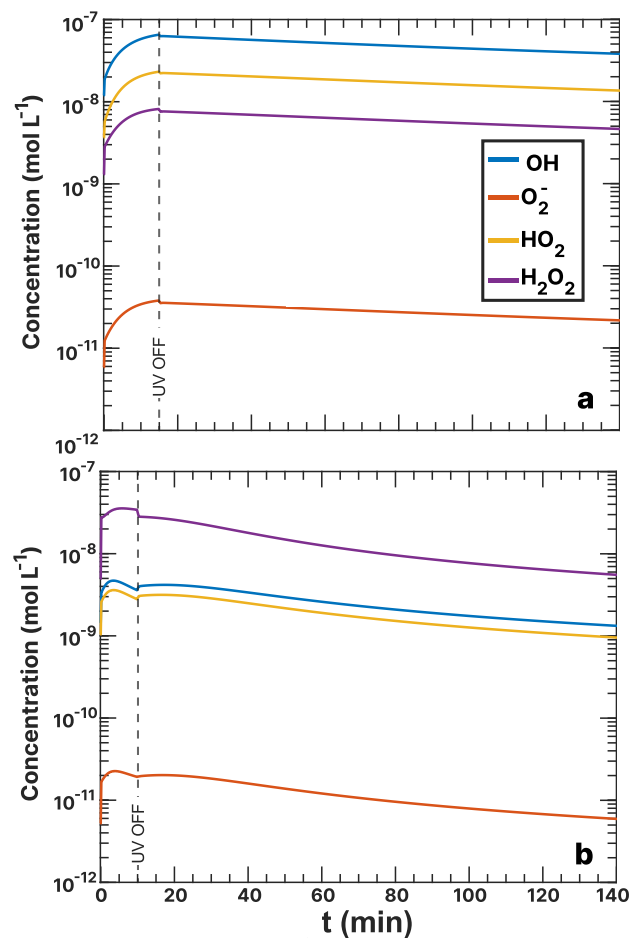 Concentration (mol L⁻¹)
10⁻⁷
10⁻⁸
10⁻⁹
10⁻¹⁰
10⁻¹¹
10⁻¹²
OH
O₂⁻
HO₂
H₂O₂
UV OFF
a
Concentration (mol L⁻¹)
10⁻⁷
10⁻⁸
10⁻⁹
10⁻¹⁰
10⁻¹¹
10⁻¹²
UV OFF
b
0 20 40 60 80 100 120 140
t (min)